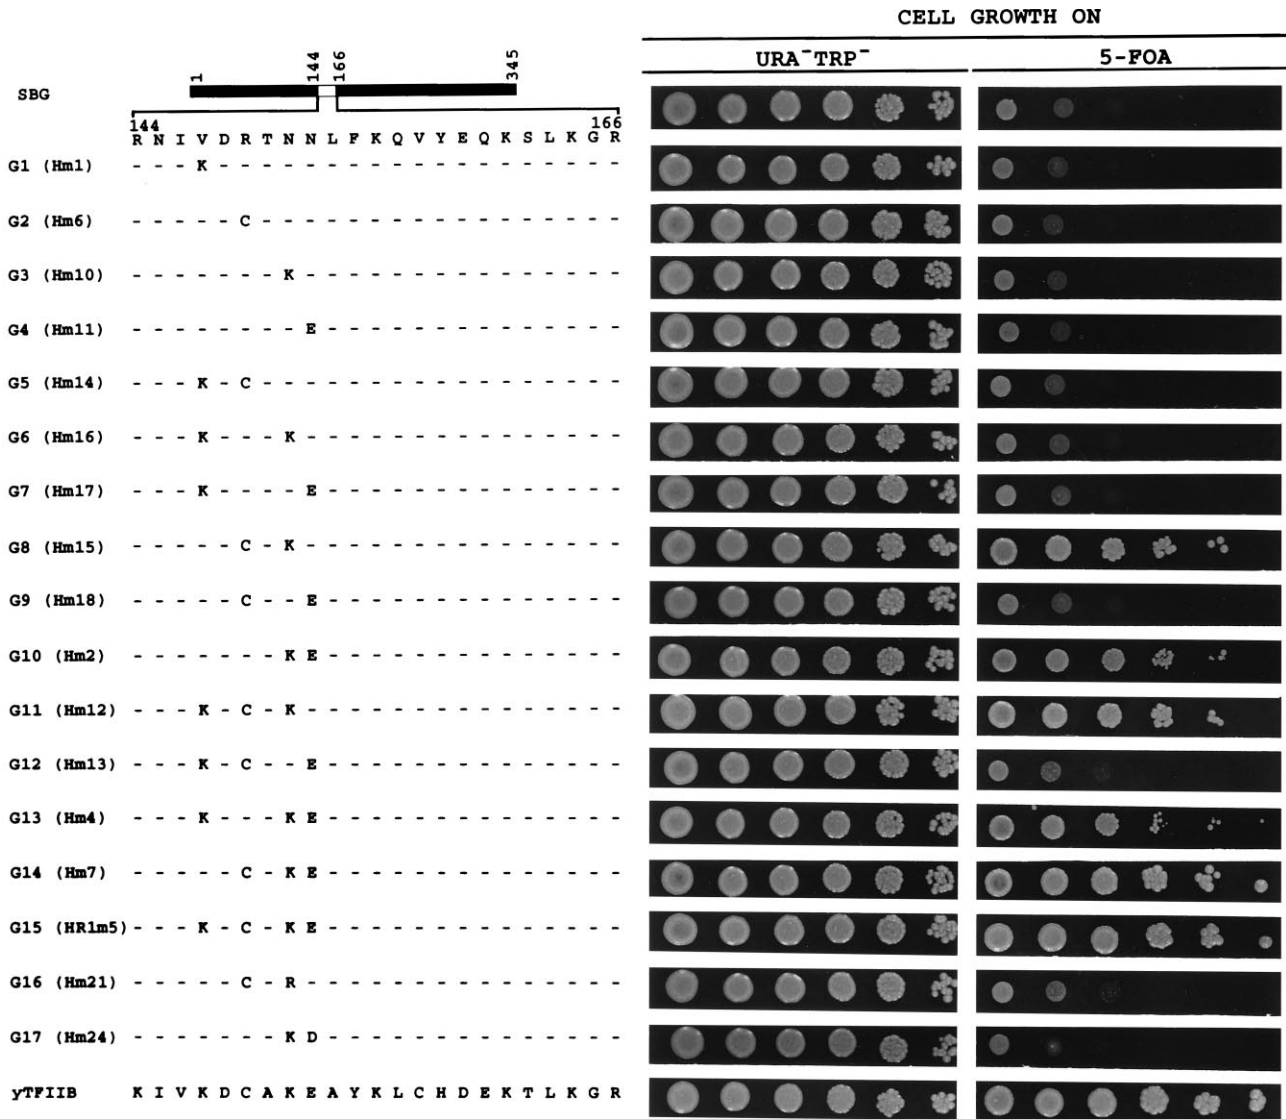 CELL GROWTH ON
URA⁻TRP⁻ 5-FOA
1 144 166 345
SBG
144 166
R N I V D R T N N L F K Q V Y E Q K S L K G R
G1 (Hm1) - - - K - - - - - - - - - - - - - - - - - - -
G2 (Hm6) - - - - - C - - - - - - - - - - - - - - - - -
G3 (Hm10) - - - - - - - K - - - - - - - - - - - - - - -
G4 (Hm11) - - - - - - - - E - - - - - - - - - - - - - -
G5 (Hm14) - - - K - C - - - - - - - - - - - - - - - - -
G6 (Hm16) - - - K - - - K - - - - - - - - - - - - - - -
G7 (Hm17) - - - K - - - - E - - - - - - - - - - - - - -
G8 (Hm15) - - - - - C - K - - - - - - - - - - - - - - -
G9 (Hm18) - - - - - C - - E - - - - - - - - - - - - - -
G10 (Hm2) - - - - - - - K E - - - - - - - - - - - - - -
G11 (Hm12) - - - K - C - K - - - - - - - - - - - - - - -
G12 (Hm13) - - - K - C - - E - - - - - - - - - - - - - -
G13 (Hm4) - - - K - - - K E - - - - - - - - - - - - - -
G14 (Hm7) - - - - - C - K E - - - - - - - - - - - - - -
G15 (HR1m5) - - - K - C - K E - - - - - - - - - - - - - -
G16 (Hm21) - - - - - C - R - - - - - - - - - - - - - - -
G17 (Hm24) - - - - - - - K D - - - - - - - - - - - - - -
yTFIIB K I V K D C A K E A Y K L C H D E K T L K G R